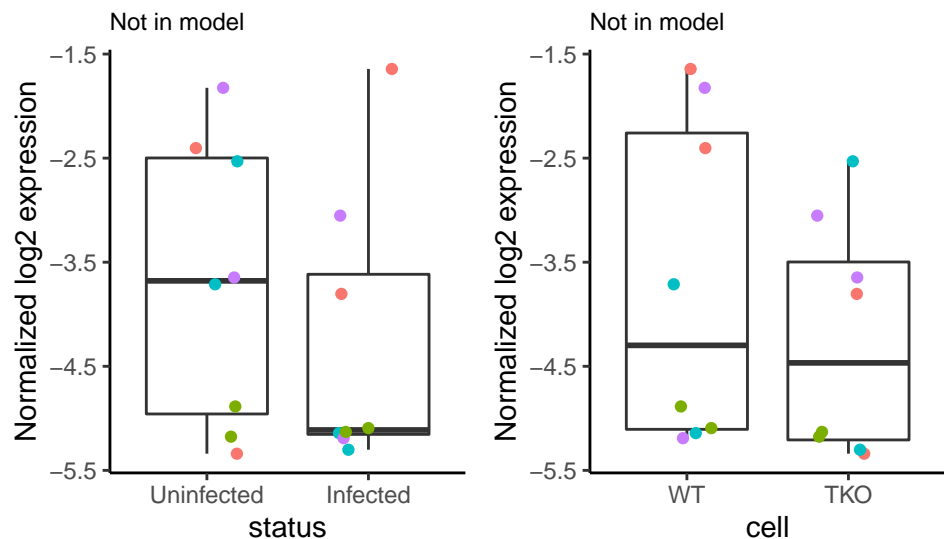 Not in model
Normalized log2 expression
−1.5
−2.5
−3.5
−4.5
−5.5
Uninfected
Infected
status
Not in model
Normalized log2 expression
−1.5
−2.5
−3.5
−4.5
−5.5
WT
TKO
cell